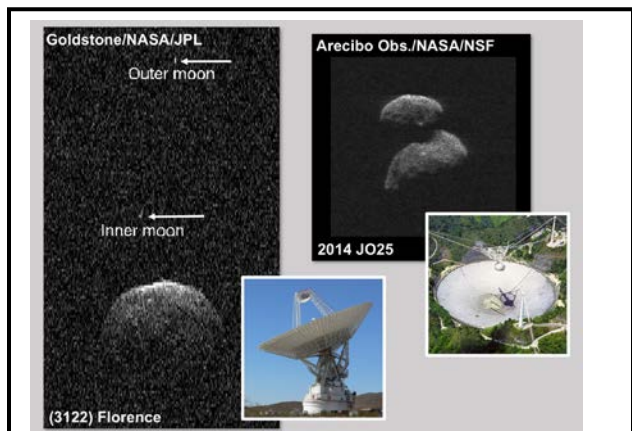 Goldstone/NASA/JPL
Outer moon
Inner moon
(3122) Florence
Arecibo Obs./NASA/NSF
2014 JO25